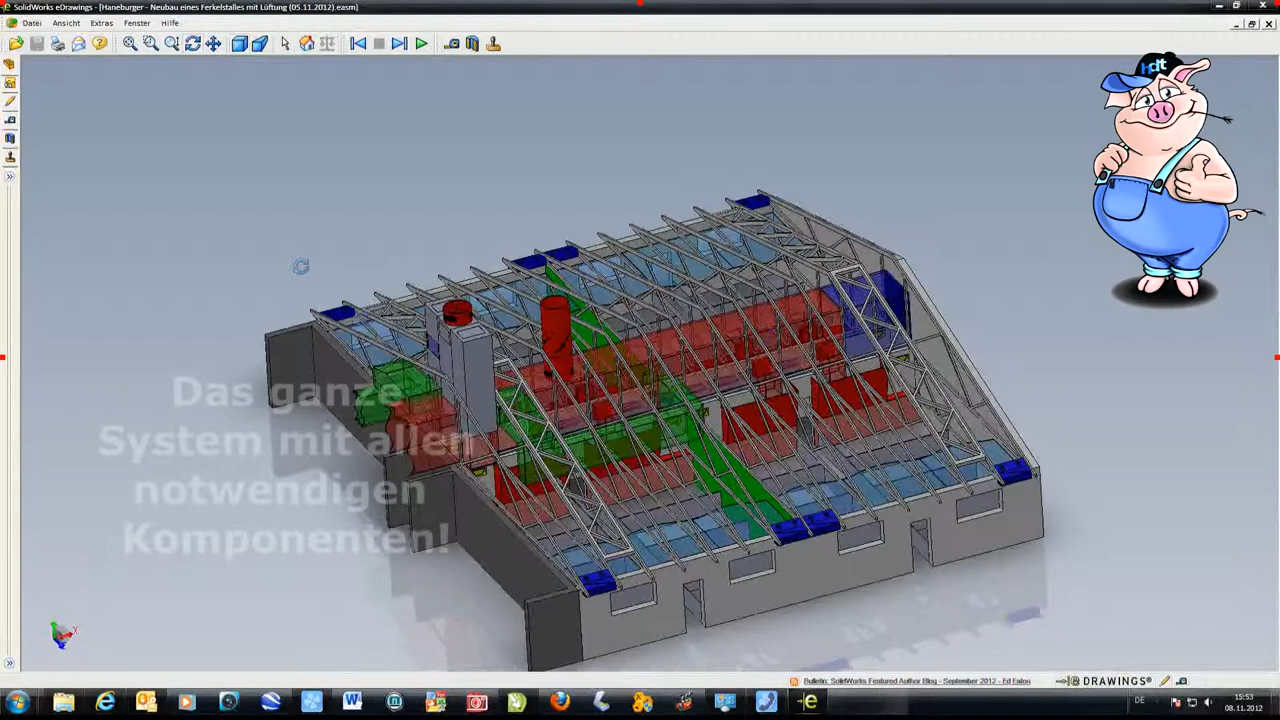 SolidWorks eDrawings - [Haneburger - Neubau eines Ferkelstalles mit Lüftung (05.11.2012).easm]
Datei Ansicht Extras Fenster Hilfe
hdt
Das ganze
System mit allen
notwendigen
Komponenten!
Bulletin: SolidWorks Featured Author Blog - September 2012 - Ed Eaton
eDRAWINGS®
DE
15:53
08.11.2012